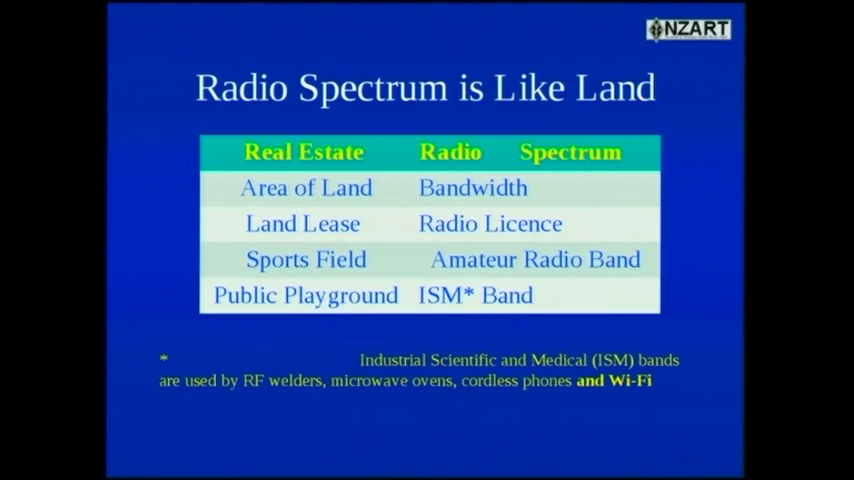 NZART
Radio Spectrum is Like Land
Real Estate Radio Spectrum
Area of Land Bandwidth
Land Lease Radio Licence
Sports Field Amateur Radio Band
Public Playground ISM* Band
* Industrial Scientific and Medical (ISM) bands
are used by RF welders, microwave ovens, cordless phones and Wi-Fi